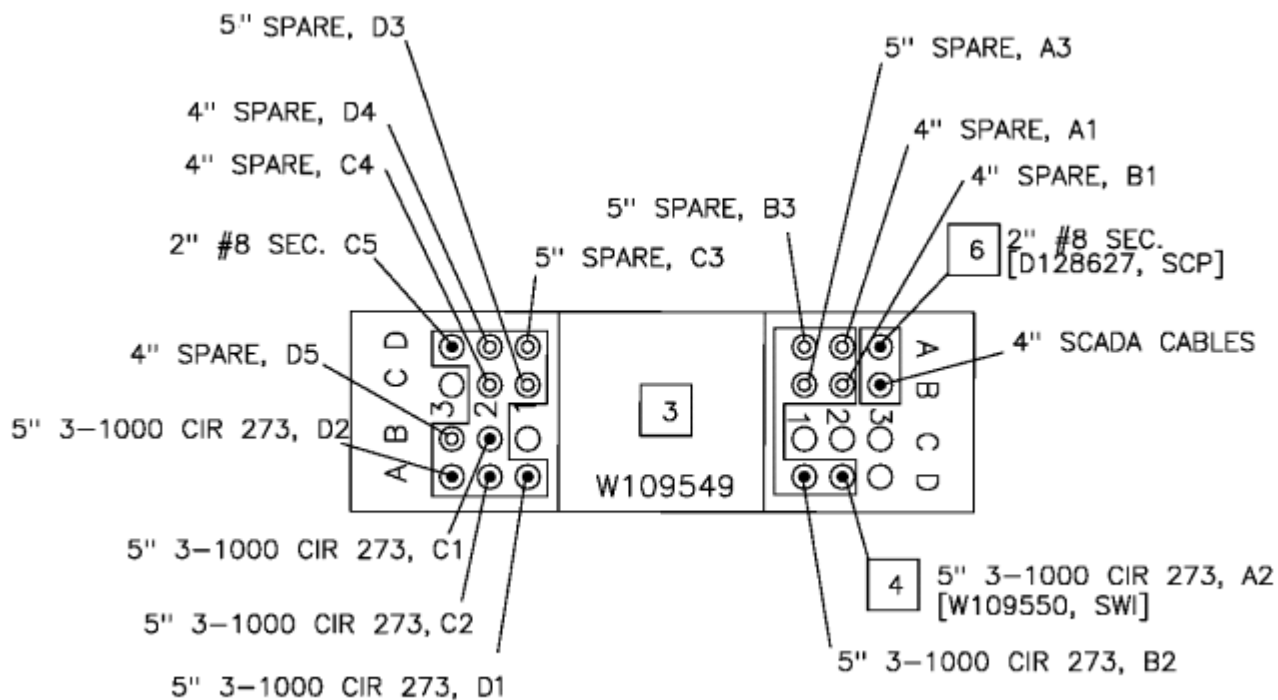 5" SPARE, D3
5" SPARE, A3
4" SPARE, D4
4" SPARE, A1
4" SPARE, C4
4" SPARE, B1
5" SPARE, B3
2" #8 SEC. C5
5" SPARE, C3
6
2" #8 SEC.
[D128627, SCP]
4" SPARE, D5
4" SCADA CABLES
D
C
B
A
3
2
1
3
W109549
1
2
3
A
B
C
D
5" 3-1000 CIR 273, D2
5" 3-1000 CIR 273, C1
4
5" 3-1000 CIR 273, A2
[W109550, SWI]
5" 3-1000 CIR 273, C2
5" 3-1000 CIR 273, B2
5" 3-1000 CIR 273, D1